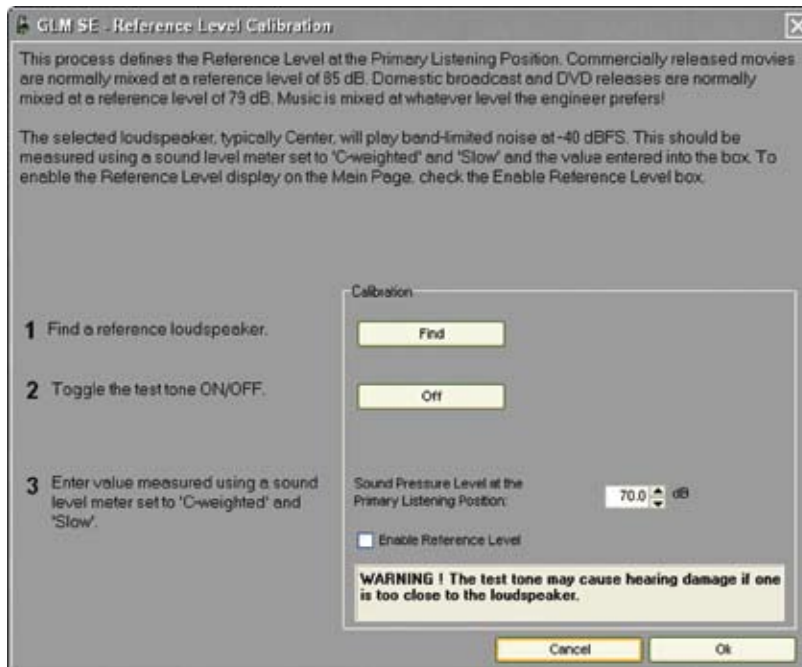 GLM SE - Reference Level Calibration
This process defines the Reference Level at the Primary Listening Position. Commercially released movies
are normally mixed at a reference level of 85 dB. Domestic broadcast and DVD releases are normally
mixed at a reference level of 79 dB. Music is mixed at whatever level the engineer prefers!
The selected loudspeaker, typically Center, will play band-limited noise at -40 dBFS. This should be
measured using a sound level meter set to 'C-weighted' and 'Slow' and the value entered into the box. To
enable the Reference Level display on the Main Page, check the Enable Reference Level box.
Calibration
1 Find a reference loudspeaker.
Find
2 Toggle the test tone ON/OFF.
Off
3 Enter value measured using a sound
level meter set to 'C-weighted' and
'Slow'.
Sound Pressure Level at the
Primary Listening Position:
70.0 dB
Enable Reference Level
WARNING ! The test tone may cause hearing damage if one
is too close to the loudspeaker.
Cancel
Ok